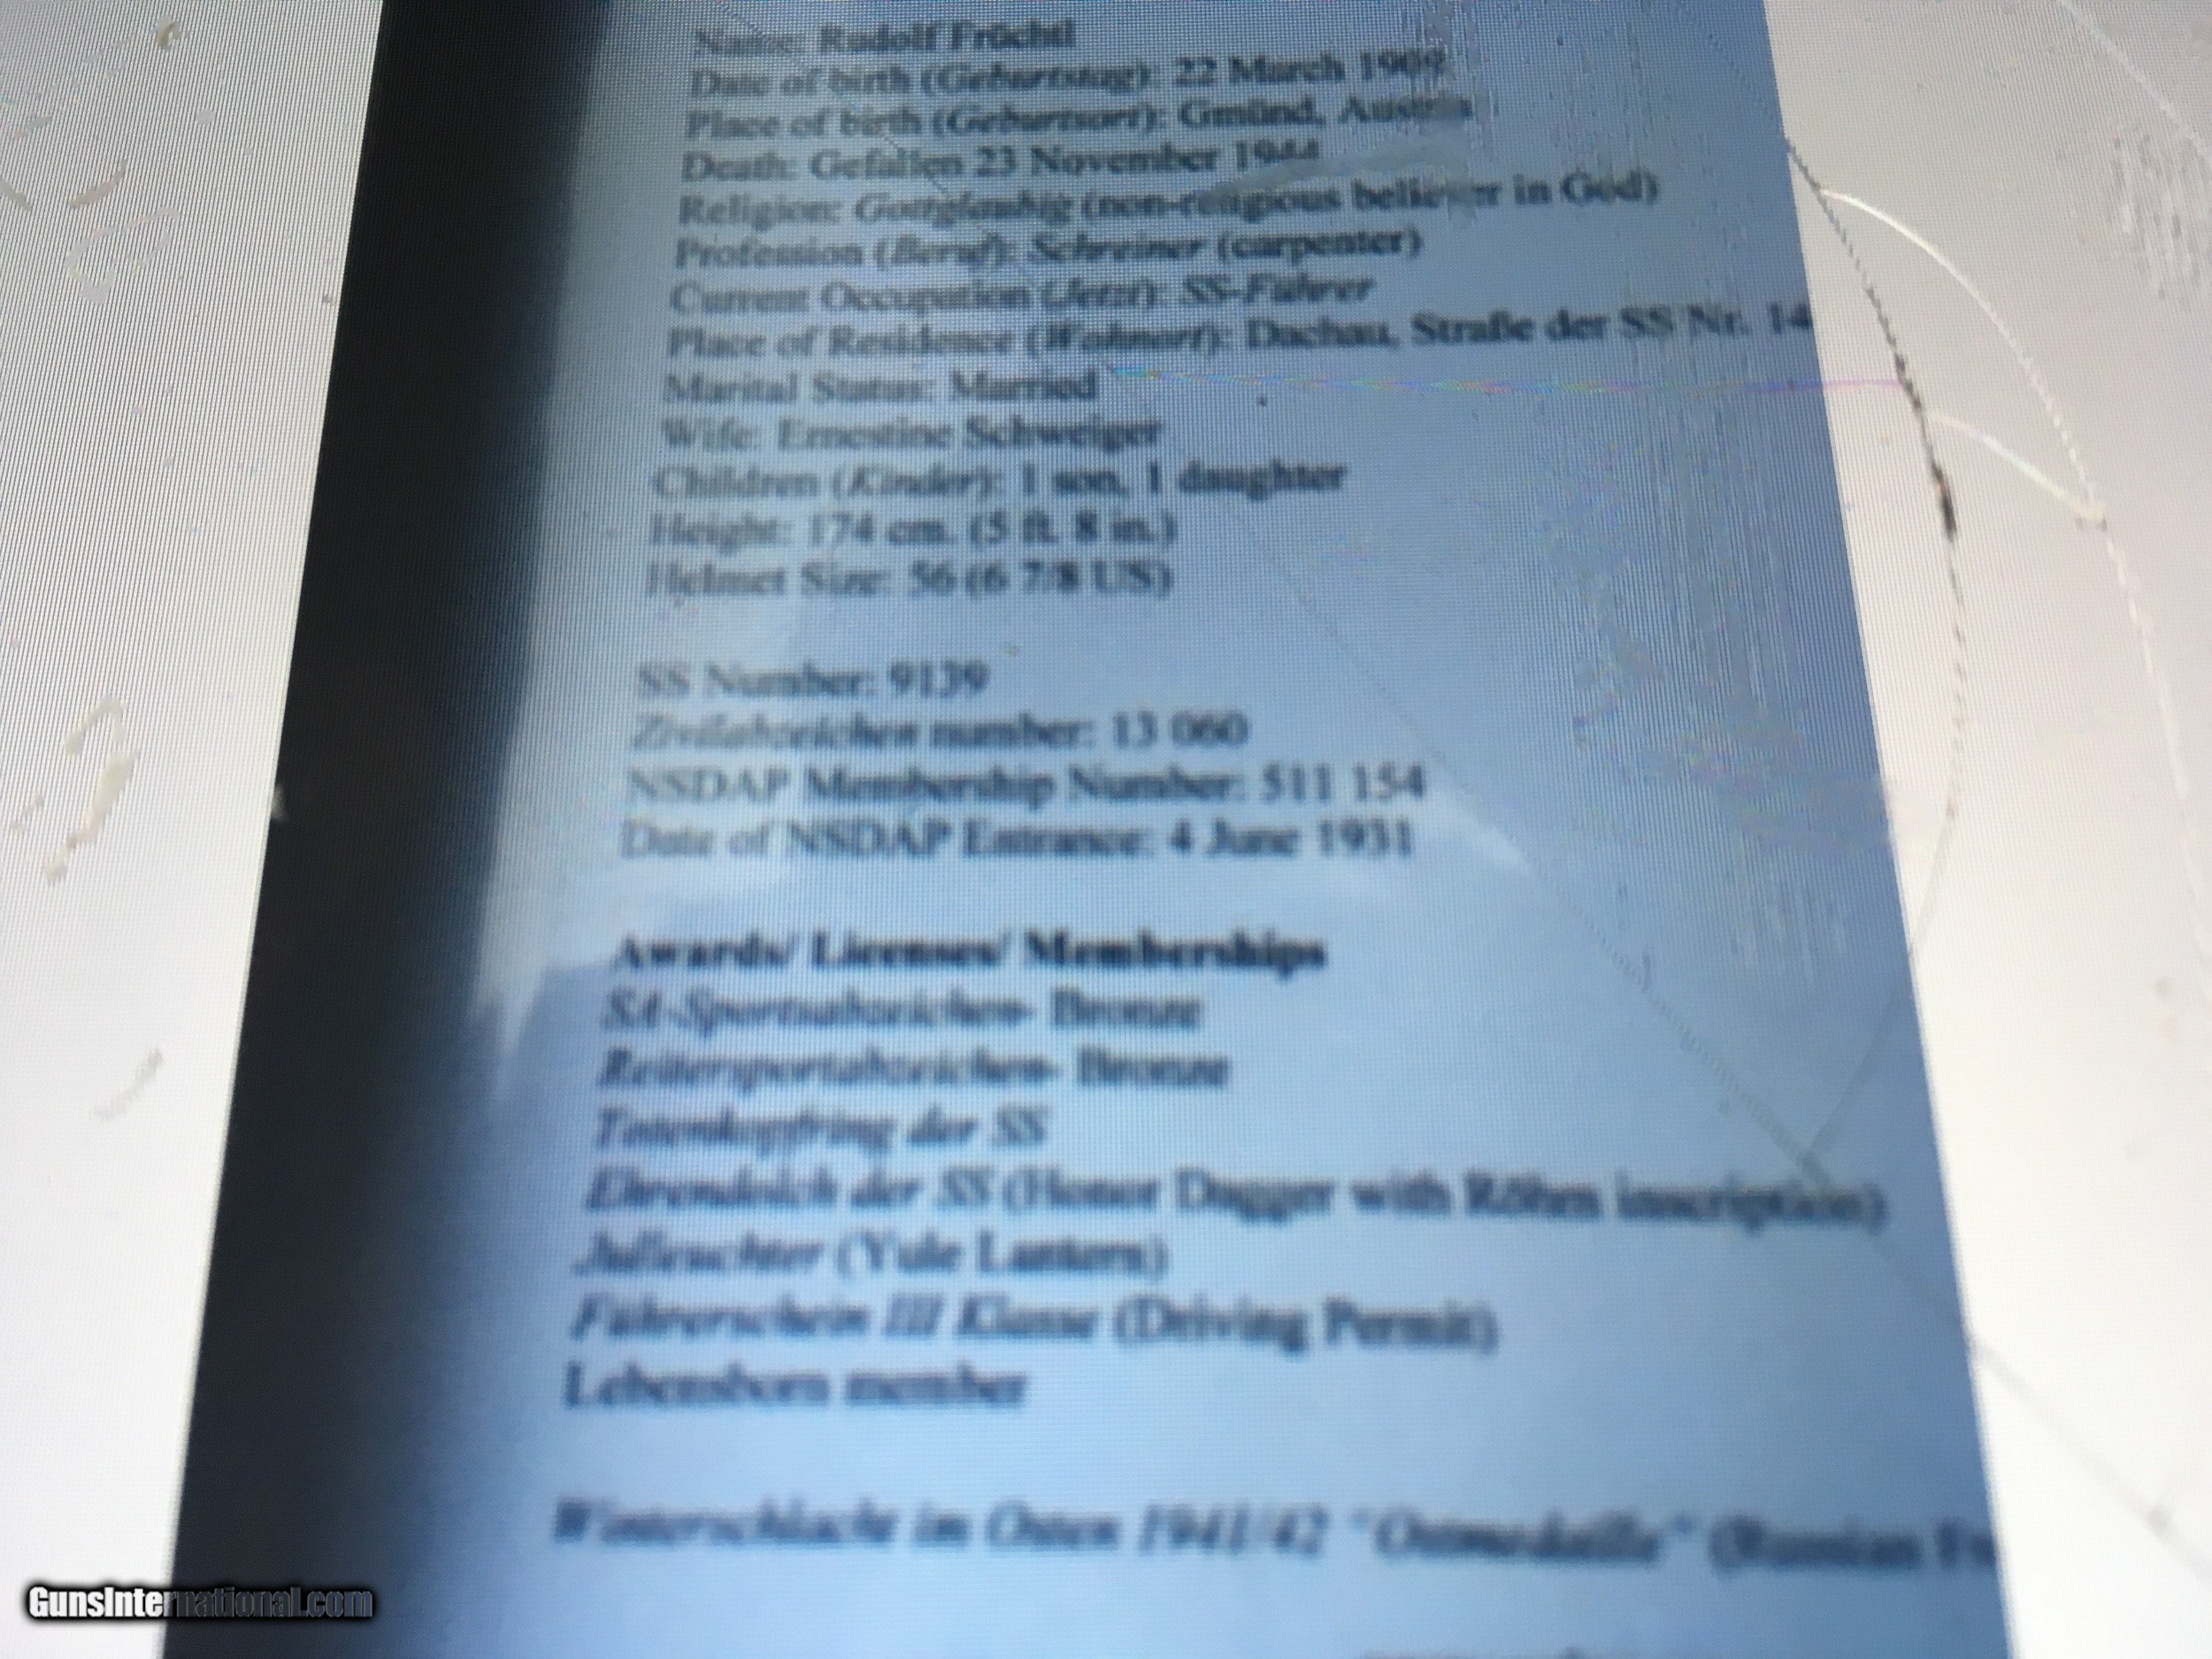 Name: Rudolf Früchtl
Date of birth (Geburtstag): 22 March 1909
Place of birth (Geburtsort): Gmünd, Austria
Death: Gefallen 23 November 1944
Religion: Gottglaubig (non-religious believer in God)
Profession (Beruf): Schreiner (carpenter)
Current Occupation (Jetzt): SS-Führer
Place of Residence (Wohnort): Dachau, Straße der SS Nr. 14
Marital Status: Married
Wife: Ernestine Schweiger
Children (Kinder): 1 son, 1 daughter
Height: 174 cm. (5 ft. 8 in.)
Helmet Size: 56 (6 7/8 US)
SS Number: 9139
Zivilabzeichen number: 13 060
NSDAP Membership Number: 511 154
Date of NSDAP Entrance: 4 June 1931
Awards/ Licenses/ Memberships
SA-Sportsabzeichen- Bronze
Reitersportabzeichen- Bronze
Totenkopfring der SS
Ehrendolch der SS (Honor Dagger with Röhm inscription)
Julleuchter (Yule Lantern)
Führerschein III Klasse (Driving Permit)
Lebensborn member
Winterschlacht im Osten 1941/42 "Ostmedaille" (Russian
GunsInternational.com